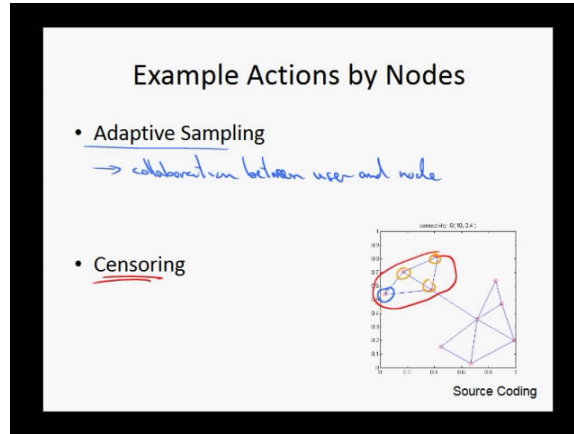 Example Actions by Nodes
• Adaptive Sampling
→ collaboration between user and node
• Censoring
Source Coding